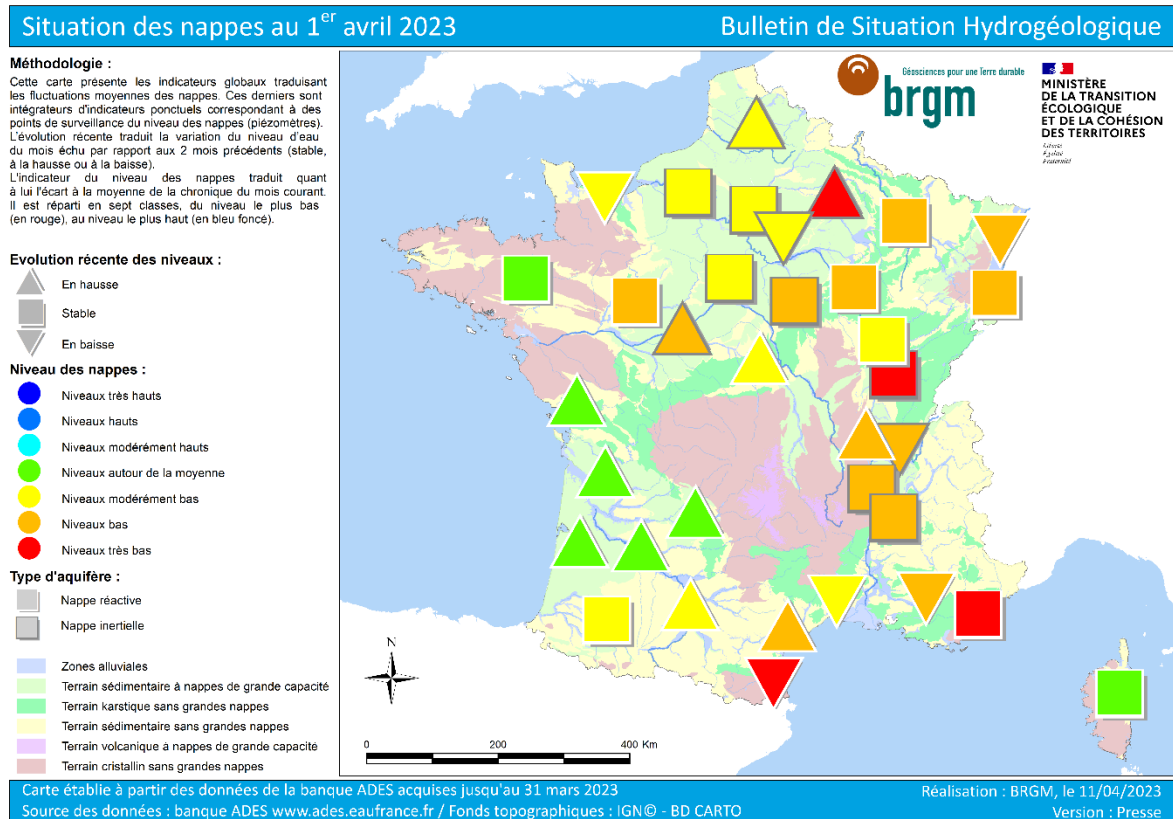 Situation des nappes au 1er avril 2023
Bulletin de Situation Hydrogéologique
Méthodologie :
Cette carte présente les indicateurs globaux traduisant
les fluctuations moyennes des nappes. Ces derniers sont
intégrateurs d'indicateurs ponctuels correspondant à des
points de surveillance du niveau des nappes (piézomètres).
L'évolution récente traduit la variation du niveau d'eau
du mois échu par rapport aux 2 mois précédents (stable,
à la hausse ou à la baisse).
L'indicateur du niveau des nappes traduit quant
à lui l'écart à la moyenne de la chronique du mois courant.
Il est réparti en sept classes, du niveau le plus bas
(en rouge), au niveau le plus haut (en bleu foncé).
Géosciences pour une Terre durable
brgm
MINISTÈRE
DE LA TRANSITION
ÉCOLOGIQUE
ET DE LA COHÉSION
DES TERRITOIRES
Liberté
Égalité
Fraternité
Evolution récente des niveaux :
En hausse
Stable
En baisse
Niveau des nappes :
Niveaux très hauts
Niveaux hauts
Niveaux modérément hauts
Niveaux autour de la moyenne
Niveaux modérément bas
Niveaux bas
Niveaux très bas
Type d'aquifère :
Nappe réactive
Nappe inertielle
Zones alluviales
Terrain sédimentaire à nappes de grande capacité
Terrain karstique sans grandes nappes
Terrain sédimentaire sans grandes nappes
Terrain volcanique à nappes de grande capacité
Terrain cristallin sans grandes nappes
N
0 200 400 Km
Carte établie à partir des données de la banque ADES acquises jusqu'au 31 mars 2023
Source des données : banque ADES www.ades.eaufrance.fr / Fonds topographiques : IGN© - BD CARTO
Réalisation : BRGM, le 11/04/2023
Version : Presse